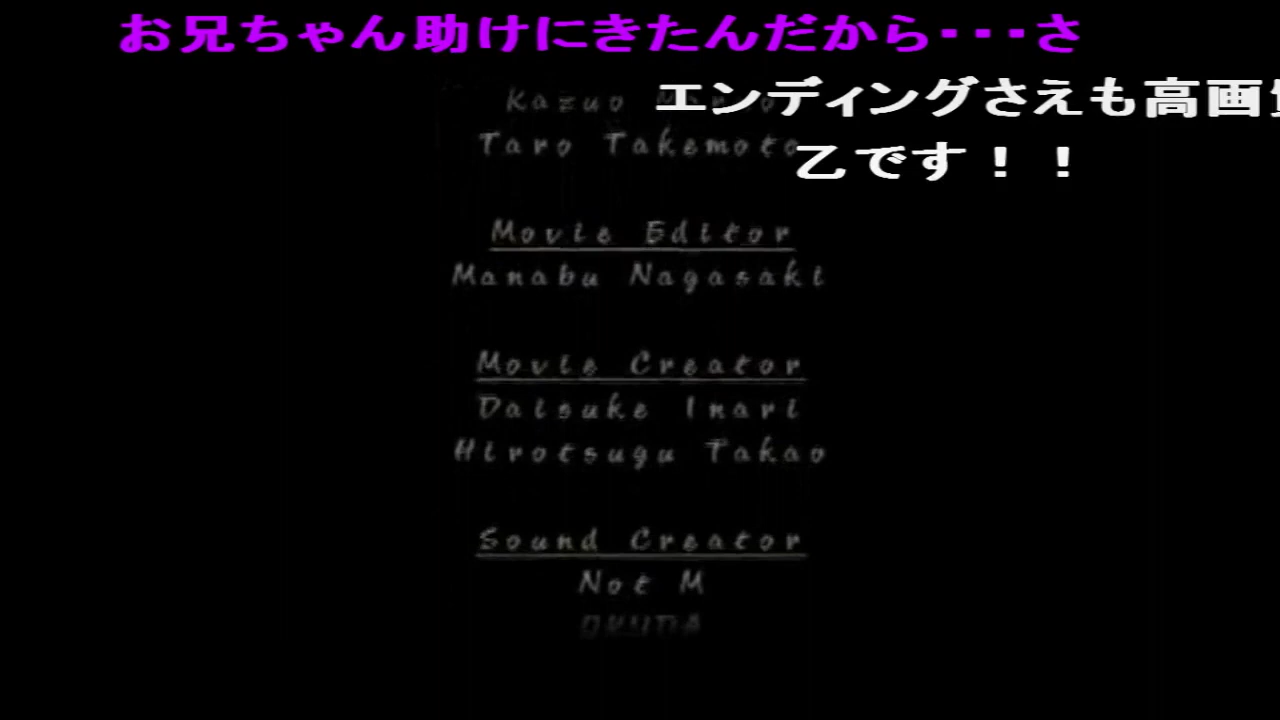 お兄ちゃん助けにきたんだから・・・さ
エンディングさえも高画
Kazuo
Taro Takemoto
乙です！！
Movie Editor
Manabu Nagasaki
Movie Creator
Daisuke Inari
Hirotsugu Takao
Sound Creator
Not M